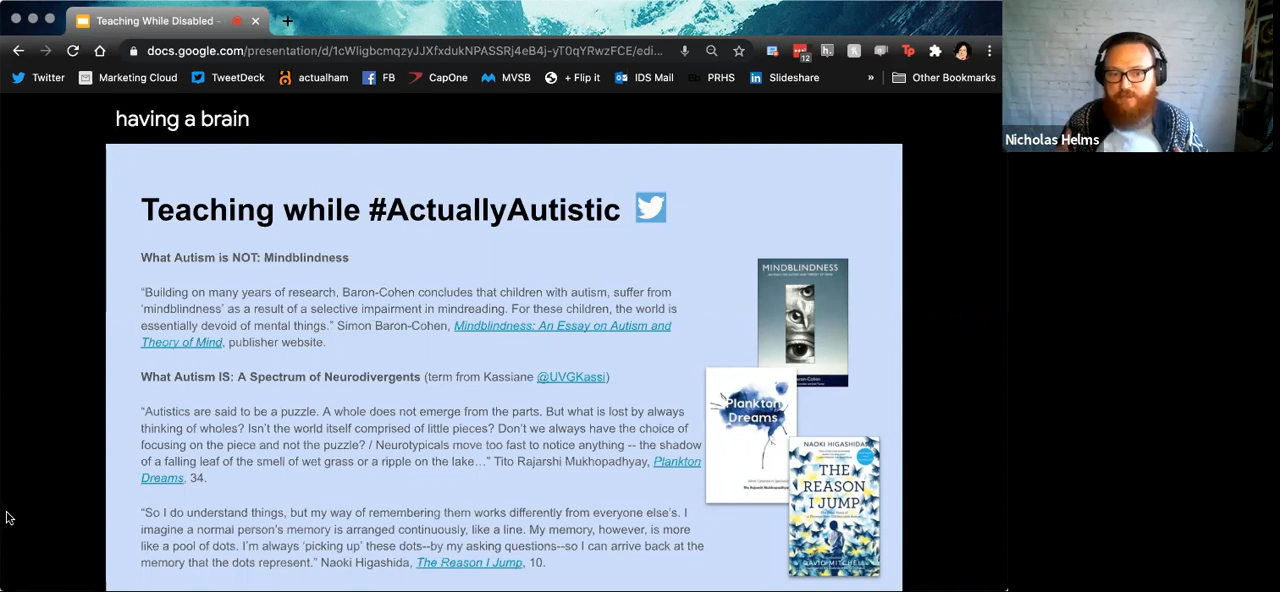 Teaching While Disabled -
docs.google.com/presentation/d/1cWligbcmqzyJJXfxdukNPASSRj4eB4j-yT0qYRwzFCE/edi...
12
Twitter Marketing Cloud TweetDeck actualham FB CapOne MVSB + Flip it IDS Mail PRHS Slideshare » Other Bookmarks
Nicholas Helms
having a brain
Teaching while #ActuallyAutistic
What Autism is NOT: Mindblindness
“Building on many years of research, Baron-Cohen concludes that children with autism, suffer from
‘mindblindness’ as a result of a selective impairment in mindreading. For these children, the world is
essentially devoid of mental things.” Simon Baron-Cohen, Mindblindness: An Essay on Autism and
Theory of Mind, publisher website.
What Autism IS: A Spectrum of Neurodivergents (term from Kassiane @UVGKassi)
“Autistics are said to be a puzzle. A whole does not emerge from the parts. But what is lost by always
thinking of wholes? Isn’t the world itself comprised of little pieces? Don’t we always have the choice of
focusing on the piece and not the puzzle? / Neurotypicals move too fast to notice anything -- the shadow
of a falling leaf of the smell of wet grass or a ripple on the lake…” Tito Rajarshi Mukhopadhyay, Plankton
Dreams, 34.
“So I do understand things, but my way of remembering them works differently from everyone else’s. I
imagine a normal person’s memory is arranged continuously, like a line. My memory, however, is more
like a pool of dots. I’m always ‘picking up’ these dots--by my asking questions--so I can arrive back at the
memory that the dots represent.” Naoki Higashida, The Reason I Jump, 10.
MINDBLINDNESS
Plankton
Dreams
NAOKI HIGASHIDA
THE
REASON
I JUMP
DAVID MITCHELL